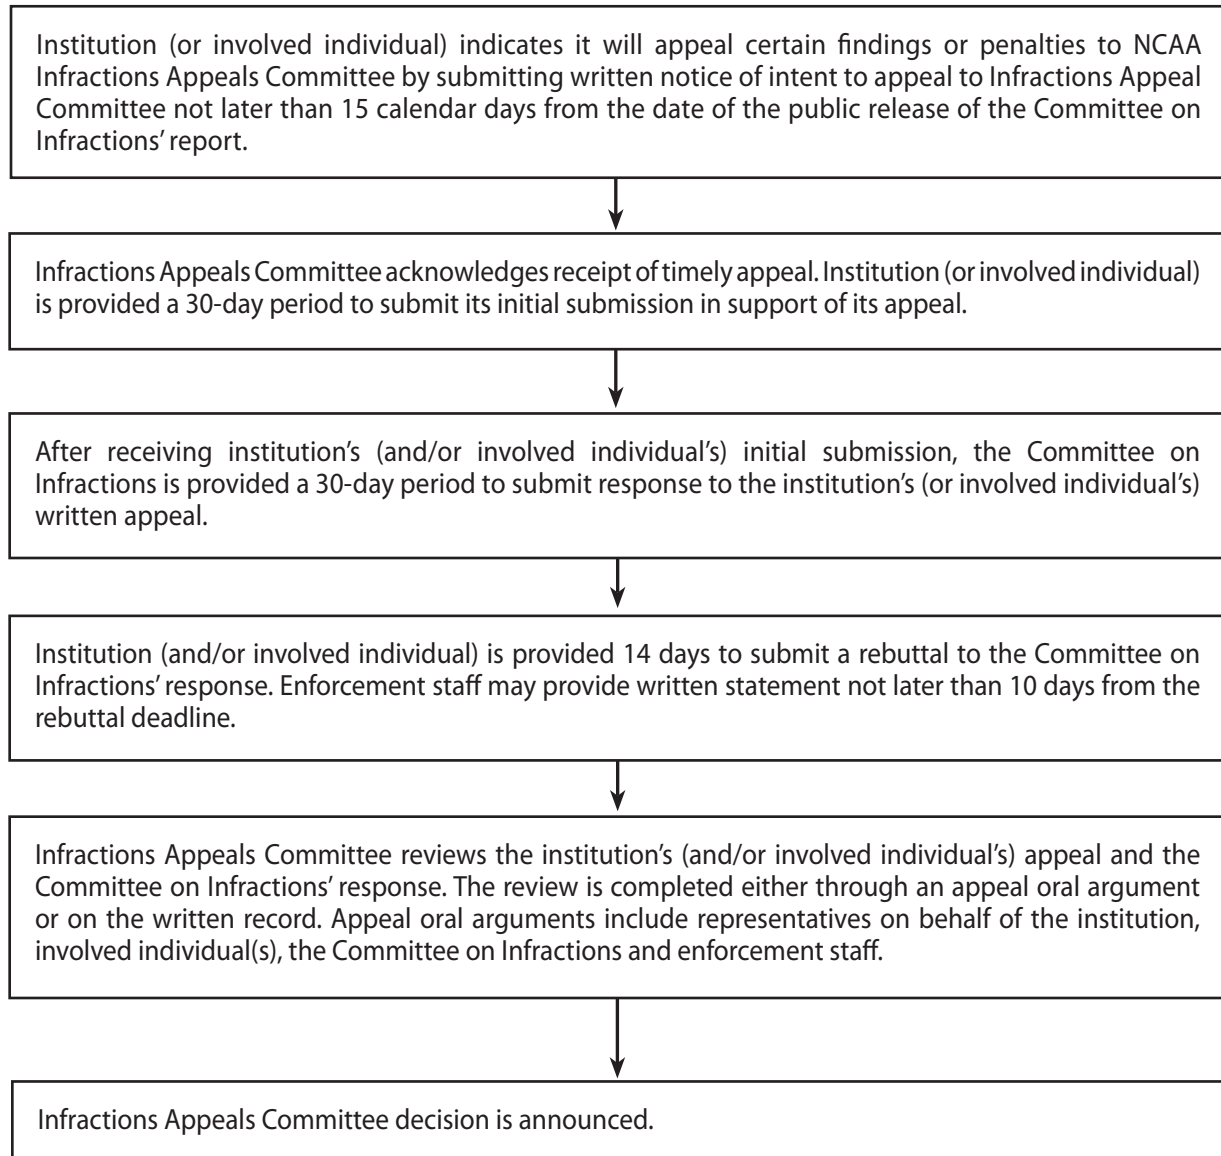 Institution (or involved individual) indicates it will appeal certain findings or penalties to NCAA
Infractions Appeals Committee by submitting written notice of intent to appeal to Infractions Appeal
Committee not later than 15 calendar days from the date of the public release of the Committee on
Infractions’ report.
Infractions Appeals Committee acknowledges receipt of timely appeal. Institution (or involved individual)
is provided a 30-day period to submit its initial submission in support of its appeal.
After receiving institution’s (and/or involved individual’s) initial submission, the Committee on
Infractions is provided a 30-day period to submit response to the institution’s (or involved individual’s)
written appeal.
Institution (and/or involved individual) is provided 14 days to submit a rebuttal to the Committee on
Infractions’ response. Enforcement staff may provide written statement not later than 10 days from the
rebuttal deadline.
Infractions Appeals Committee reviews the institution’s (and/or involved individual’s) appeal and the
Committee on Infractions’ response. The review is completed either through an appeal oral argument
or on the written record. Appeal oral arguments include representatives on behalf of the institution,
involved individual(s), the Committee on Infractions and enforcement staff.
Infractions Appeals Committee decision is announced.